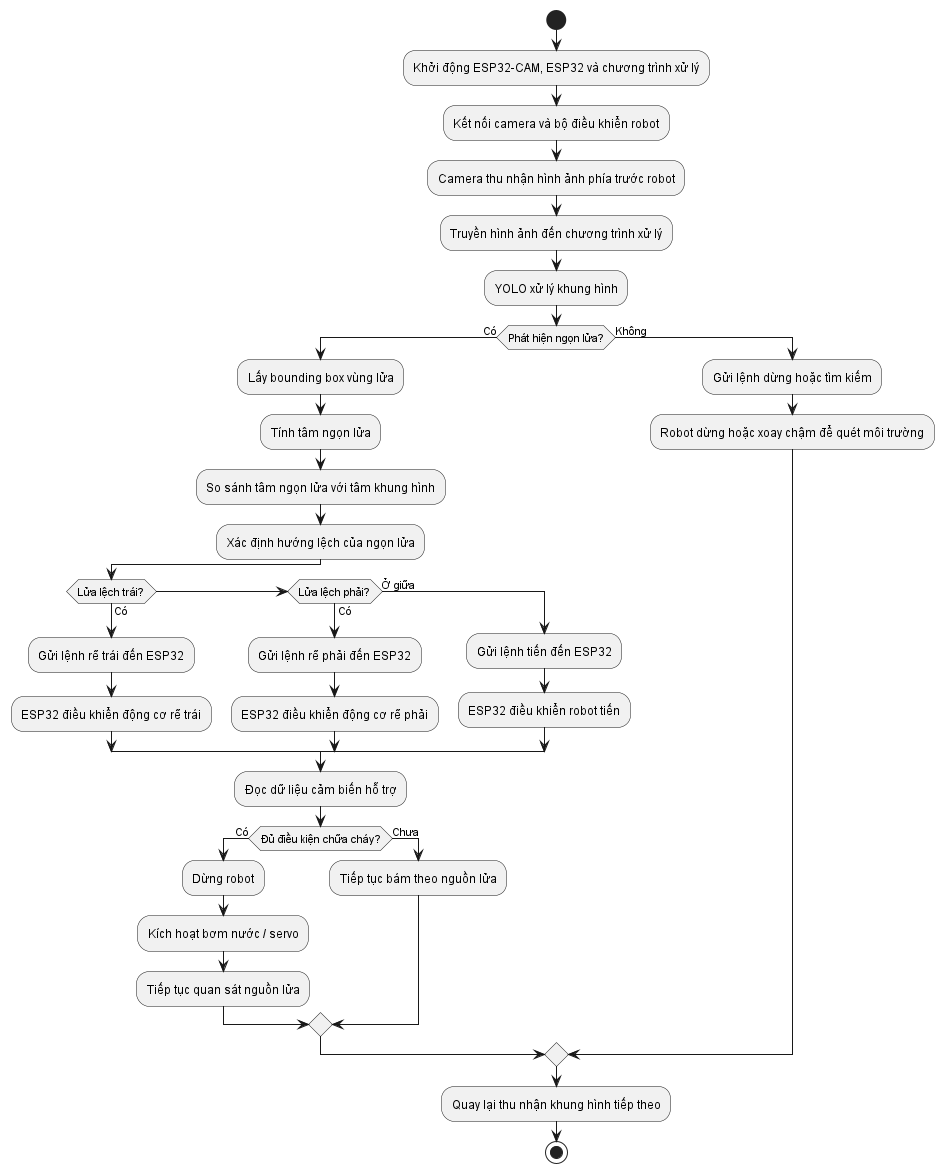 Khởi động ESP32-CAM, ESP32 và chương trình xử lý
Kết nối camera và bộ điều khiển robot
Camera thu nhận hình ảnh phía trước robot
Truyền hình ảnh đến chương trình xử lý
YOLO xử lý khung hình
Phát hiện ngọn lửa?
Có
Không
Lấy bounding box vùng lửa
Tính tâm ngọn lửa
So sánh tâm ngọn lửa với tâm khung hình
Xác định hướng lệch của ngọn lửa
Gửi lệnh dừng hoặc tìm kiếm
Robot dừng hoặc xoay chậm để quét môi trường
Lửa lệch trái?
Có
Lửa lệch phải?
Có
Ở giữa
Gửi lệnh rẽ trái đến ESP32
ESP32 điều khiển động cơ rẽ trái
Gửi lệnh rẽ phải đến ESP32
ESP32 điều khiển động cơ rẽ phải
Gửi lệnh tiến đến ESP32
ESP32 điều khiển robot tiến
Đọc dữ liệu cảm biến hỗ trợ
Đủ điều kiện chữa cháy?
Có
Chưa
Dừng robot
Kích hoạt bơm nước / servo
Tiếp tục quan sát nguồn lửa
Tiếp tục bám theo nguồn lửa
Quay lại thu nhận khung hình tiếp theo